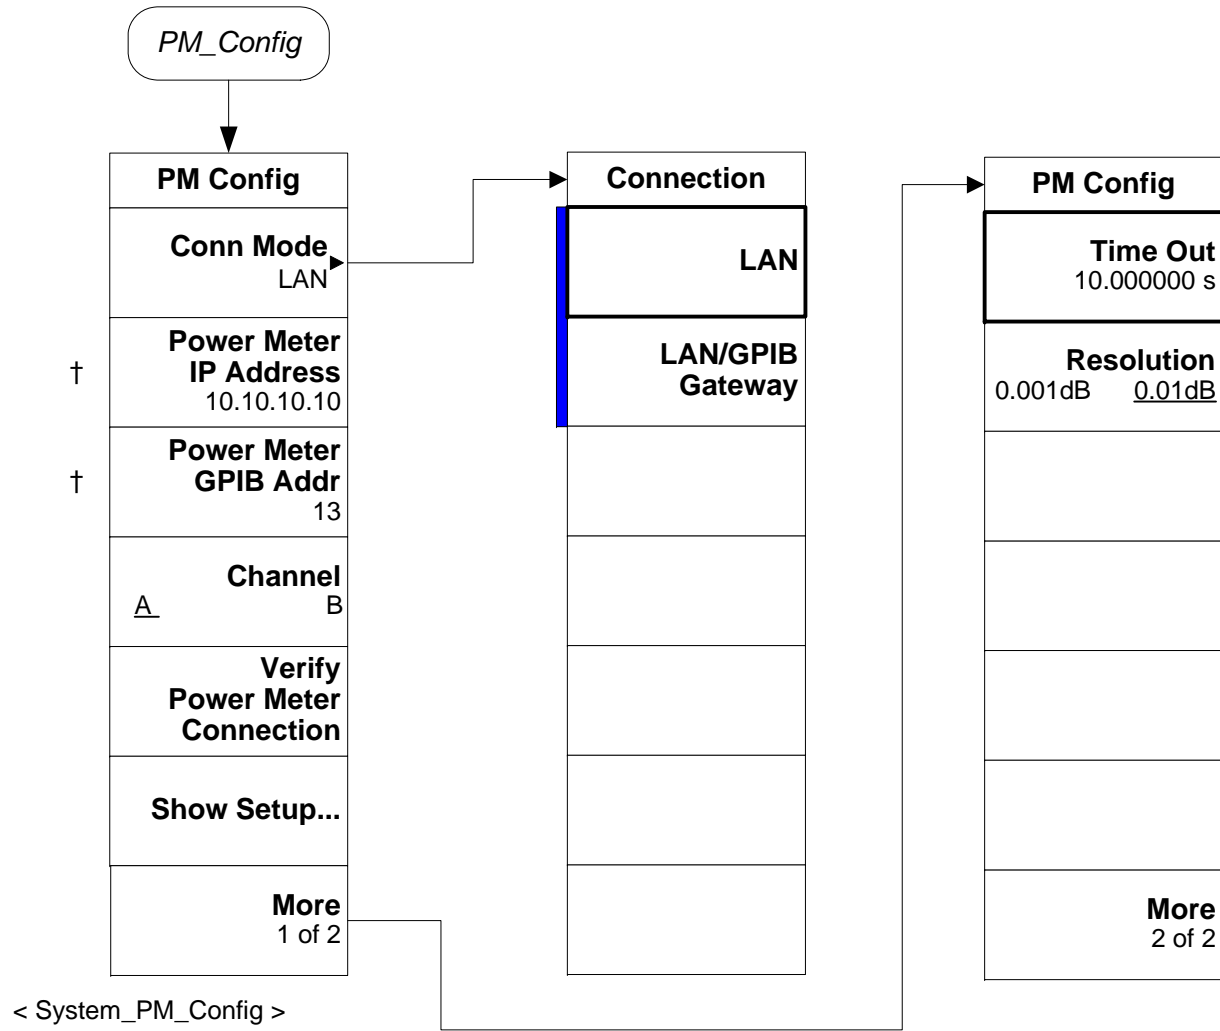 PM_Config
PM Config
Conn Mode
LAN
†
Power Meter
IP Address
10.10.10.10
†
Power Meter
GPIB Addr
13
Channel
A B
Verify
Power Meter
Connection
Show Setup...
More
1 of 2
< System_PM_Config >
Connection
LAN
LAN/GPIB
Gateway
PM Config
Time Out
10.000000 s
Resolution
0.001dB 0.01dB
More
2 of 2